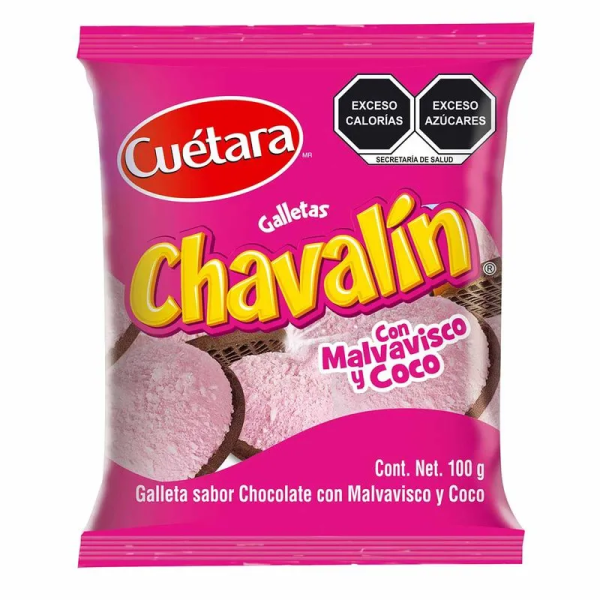 EXCESO
CALORÍAS
EXCESO
AZÚCARES
SECRETARÍA DE SALUD
Cuétara
MR
Galletas
Chavalín®
Con
Malvavisco
y Coco
Cont. Net. 100 g
Galleta sabor Chocolate con Malvavisco y Coco